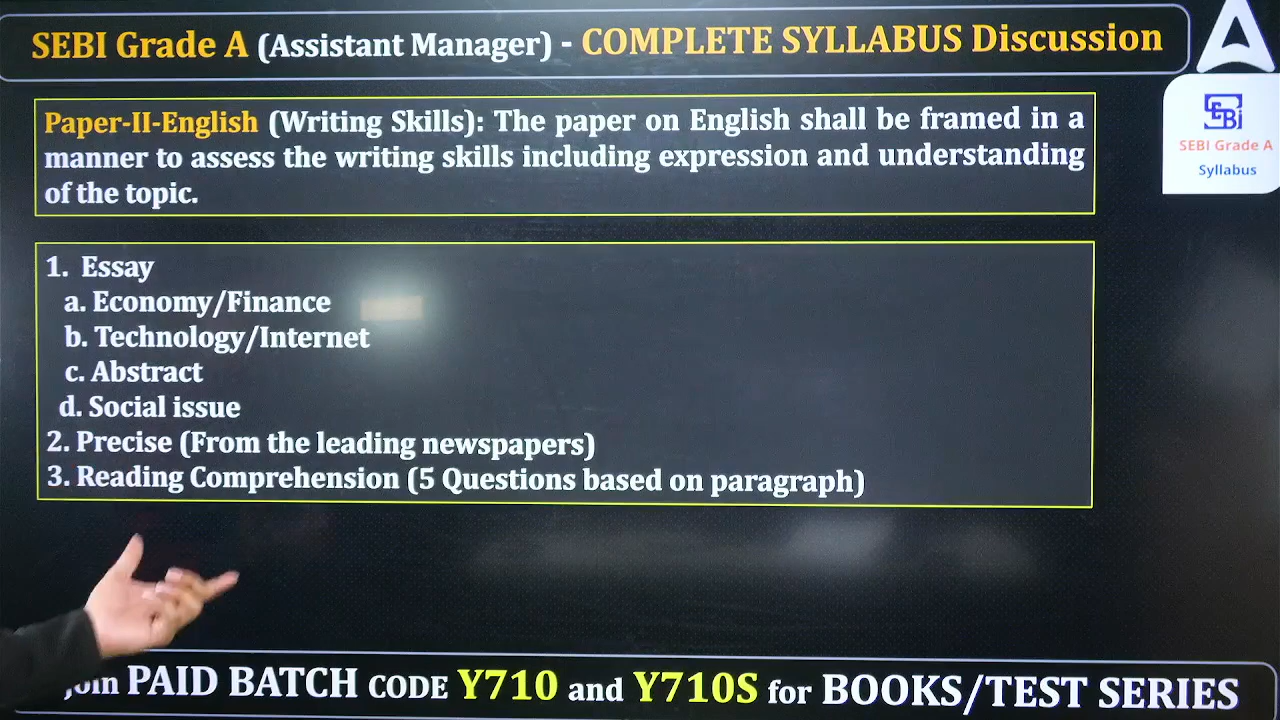 SEBI Grade A (Assistant Manager) - COMPLETE SYLLABUS Discussion
SEBI
SEBI Grade A
Syllabus
Paper-II-English (Writing Skills): The paper on English shall be framed in a
manner to assess the writing skills including expression and understanding
of the topic.
1. Essay
a. Economy/Finance
b. Technology/Internet
c. Abstract
d. Social issue
2. Precise (From the leading newspapers)
3. Reading Comprehension (5 Questions based on paragraph)
Join PAID BATCH CODE Y710 and Y710S for BOOKS/TEST SERIES